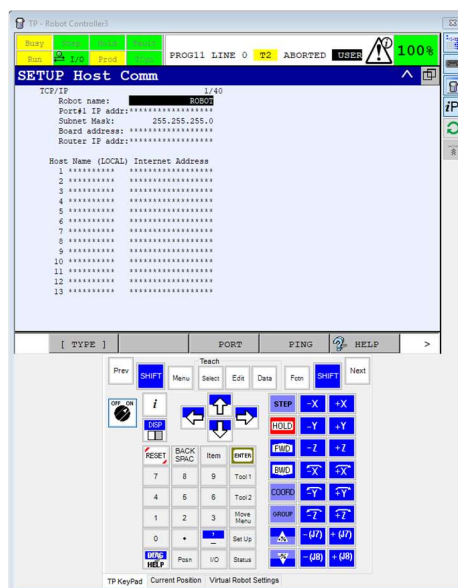 TP - Robot Controller3
Busy Step Hold Fault
Run I/O Prod TCyc
PROG11 LINE 0 T2 ABORTED USER 100%
SETUP Host Comm
TCP/IP 1/40
Robot name: ROBOT
Port#1 IP addr:******************
Subnet Mask: 255.255.255.0
Board address: ******************
Router IP addr:******************
Host Name (LOCAL) Internet Address
1 ********** ******************
2 ********** ******************
3 ********** ******************
4 ********** ******************
5 ********** ******************
6 ********** ******************
7 ********** ******************
8 ********** ******************
9 ********** ******************
10 ********** ******************
11 ********** ******************
12 ********** ******************
13 ********** ******************
[ TYPE ] PORT PING HELP >
iP
Teach
Prev SHIFT Menu Select Edit Data Fctn SHIFT Next
OFF ON i STEP -X +X
DISP HOLD -Y +Y
RESET BACK SPAC Item ENTER FWD -Z +Z
7 8 9 Tool 1 BWD -X +X
4 5 6 Tool 2 COORD -Y +Y
1 2 3 Move Menu GROUP -Z +Z
0 . , - Set Up -% - (J7) + (J7)
DIAG HELP Posn I/O Status +% - (J8) + (J8)
TP KeyPad Current Position Virtual Robot Settings